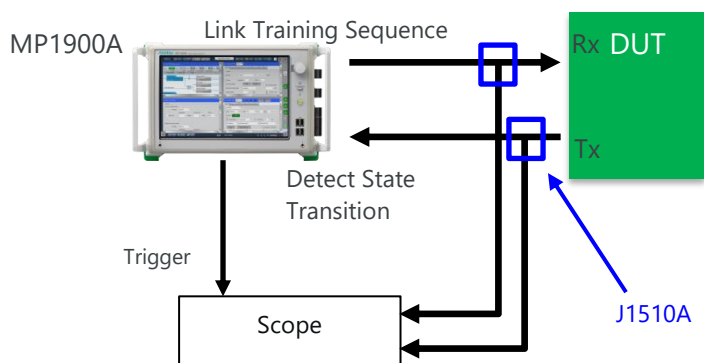 Link Training Sequence
MP1900A
Rx DUT
Tx
Detect State
Transition
Trigger
J1510A
Scope